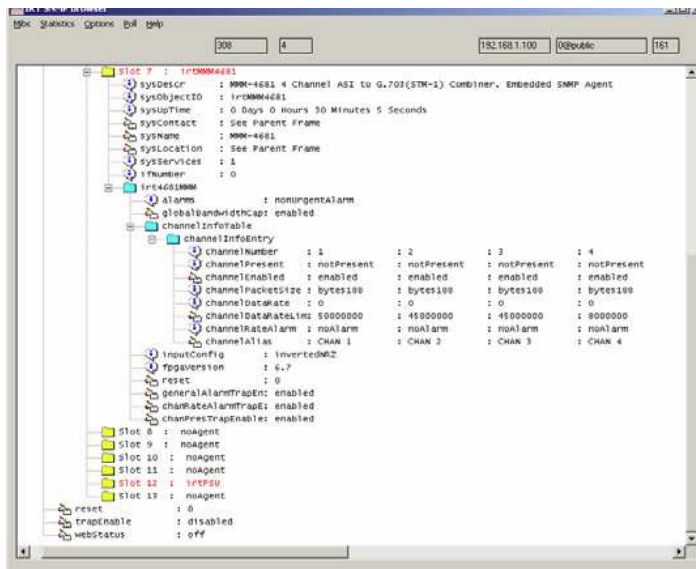 IRT SNMP Browser
Mibs Statistics Options Poll Help
308 4 192.168.1.100 0@public 161
Slot 7 : irtMMM4681
sysDescr : MMM-4681 4 Channel ASI to G.703(STM-1) Combiner. Embedded SNMP Agent
sysObjectID : irtMMM4681
sysUpTime : 0 Days 0 Hours 30 Minutes 5 Seconds
sysContact : See Parent Frame
sysName : MMM-4681
sysLocation : See Parent Frame
sysServices : 1
ifNumber : 0
irt4681MMM
alarms : nonUrgentAlarm
globalBandwidthCap: enabled
channelInfoTable
channelInfoEntry
channelNumber : 1 : 2 : 3 : 4
channelPresent : notPresent : notPresent : notPresent : notPresent
channelEnabled : enabled : enabled : enabled : enabled
channelPacketSize : bytes188 : bytes188 : bytes188 : bytes188
channelDataRate : 0 : 0 : 0 : 0
channelDataRateLim: 50000000 : 45000000 : 45000000 : 8000000
channelRateAlarm : noAlarm : noAlarm : noAlarm : noAlarm
channelAlias : CHAN 1 : CHAN 2 : CHAN 3 : CHAN 4
inputConfig : invertedNRZ
fpgaVersion : 6.7
reset : 0
generalAlarmTrapEn: enabled
chanRateAlarmTrapE: enabled
chanPresTrapEnable: enabled
Slot 8 : noAgent
Slot 9 : noAgent
Slot 10 : noAgent
Slot 11 : noAgent
Slot 12 : irtPSU
Slot 13 : noAgent
reset : 0
trapEnable : disabled
webStatus : off